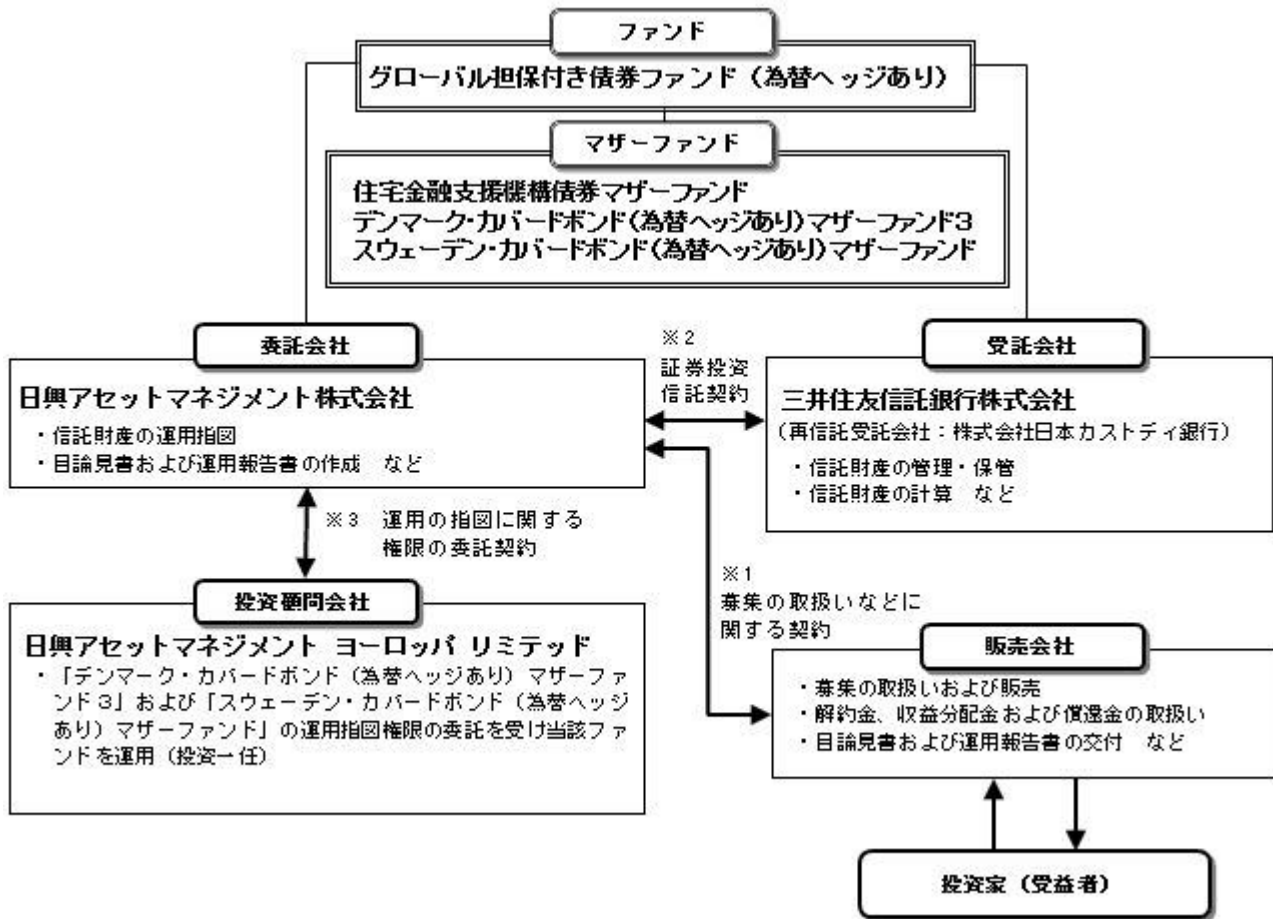 ファンド
グローバル担保付き債券ファンド（為替ヘッジあり）
マザーファンド
住宅金融支援機構債券マザーファンド
デンマーク・カバードボンド（為替ヘッジあり）マザーファンド3
スウェーデン・カバードボンド（為替ヘッジあり）マザーファンド
委託会社
日興アセットマネジメント株式会社
・信託財産の運用指図
・目論見書および運用報告書の作成　など
※2
証券投資
信託契約
受託会社
三井住友信託銀行株式会社
（再信託受託会社：株式会社日本カストディ銀行）
・信託財産の管理・保管
・信託財産の計算　など
※3　運用の指図に関する
権限の委託契約
投資顧問会社
日興アセットマネジメント ヨーロッパ リミテッド
・「デンマーク・カバードボンド（為替ヘッジあり）マザーファ
ンド3」および「スウェーデン・カバードボンド（為替ヘッジ
あり）マザーファンド」の運用指図権限の委託を受け当該ファ
ンドを運用（投資一任）
※1
募集の取扱いなどに
関する契約
販売会社
・募集の取扱いおよび販売
・解約金、収益分配金および償還金の取扱い
・目論見書および運用報告書の交付　など
投資家（受益者）